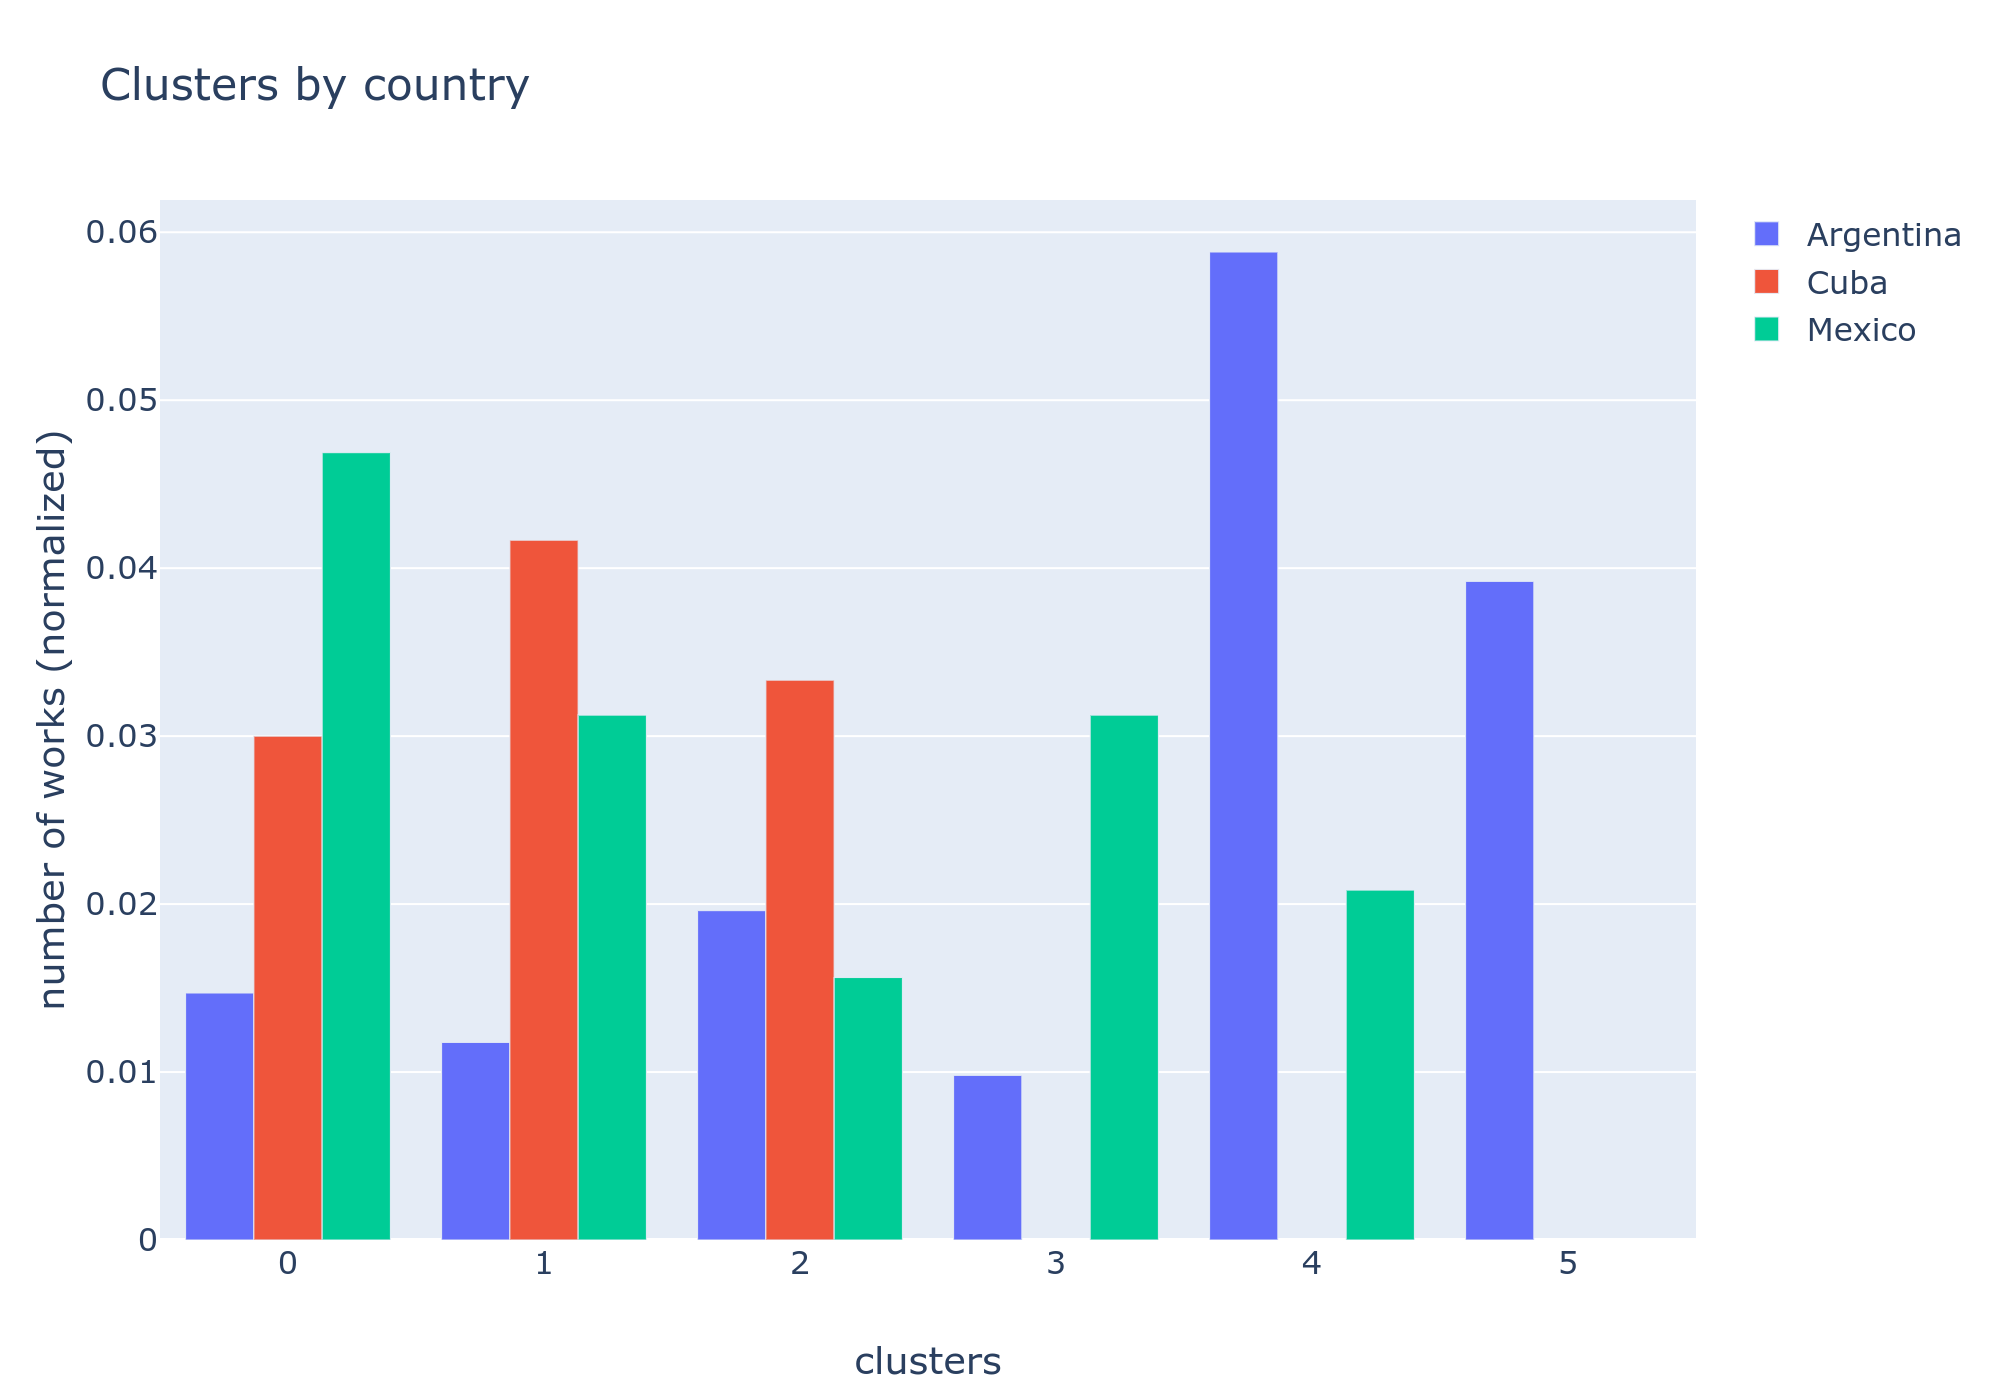 Clusters by country
0.06
0.05
0.04
0.03
0.02
0.01
0
number of works (normalized)
0 1 2 3 4 5
clusters
Argentina
Cuba
Mexico